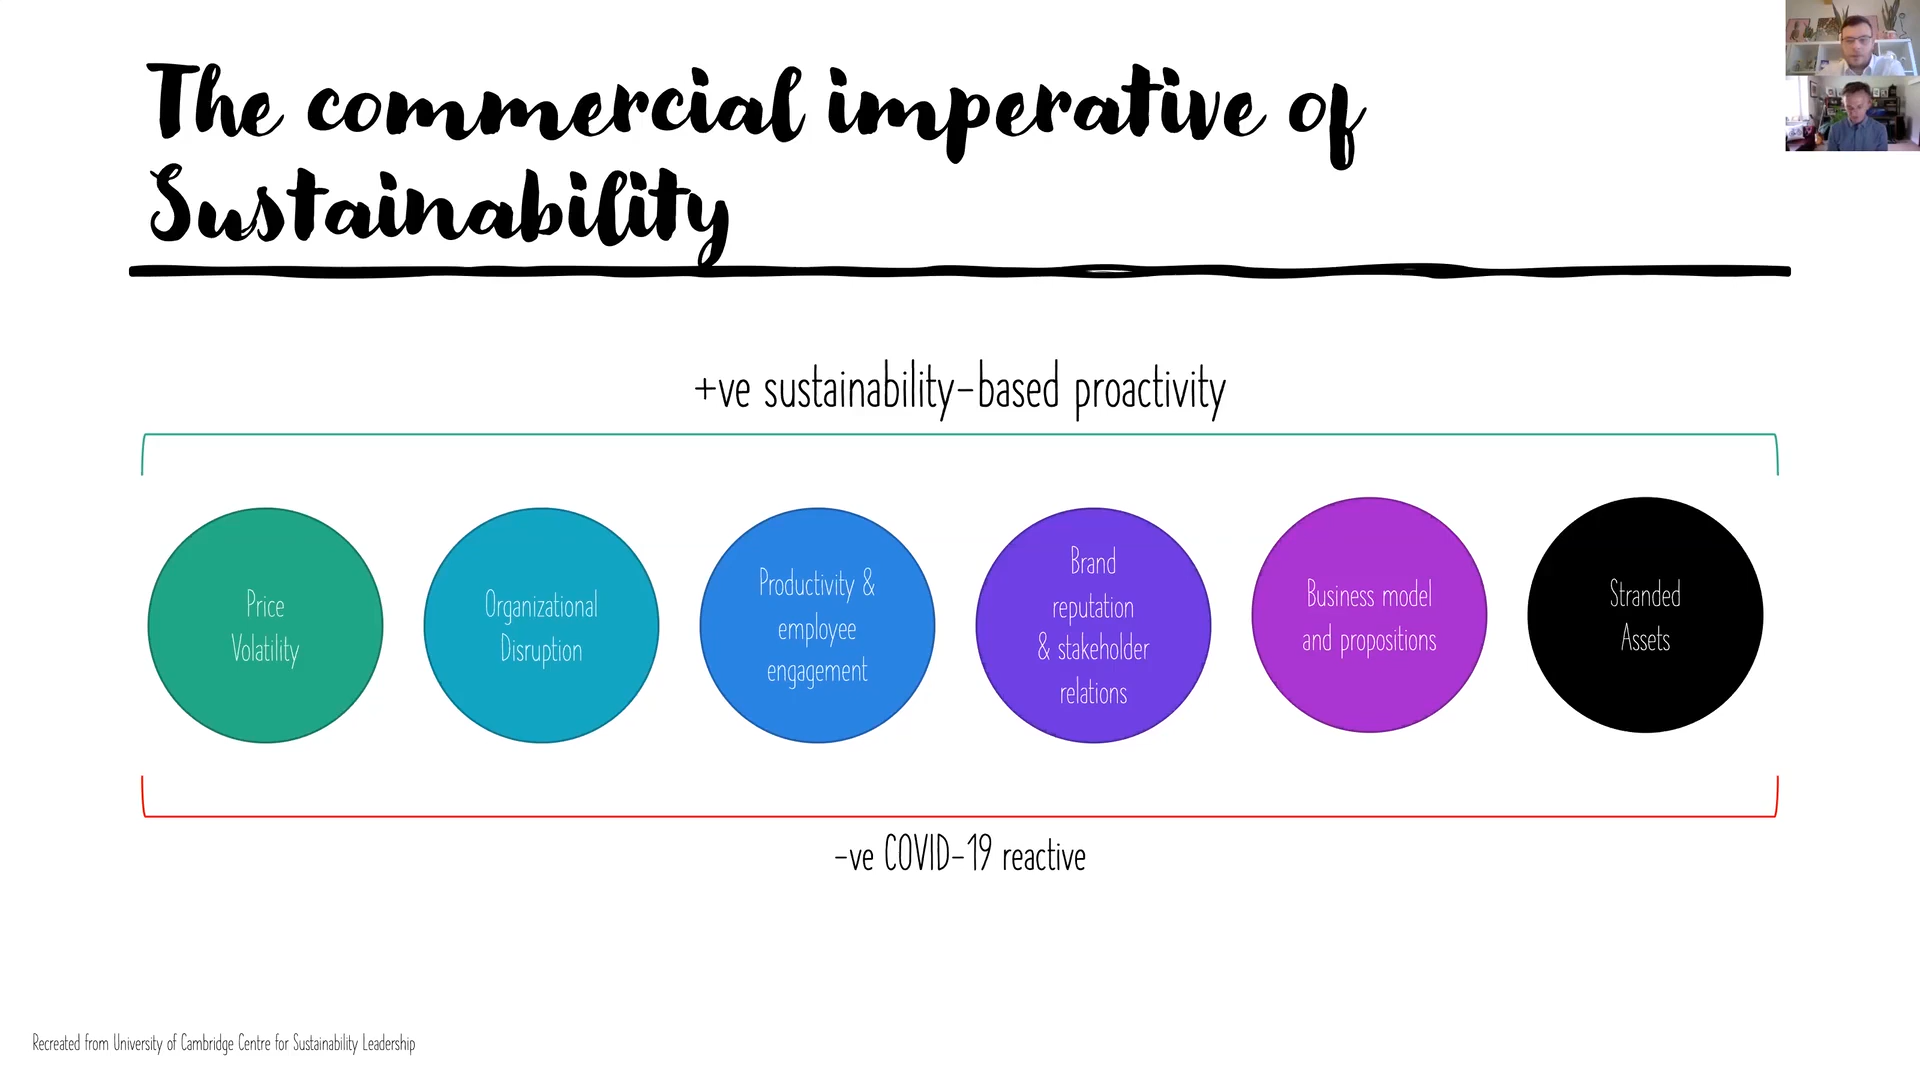 The commercial imperative of
Sustainability
+ve sustainability-based proactivity
Price
Volatility
Organizational
Disruption
Productivity &
employee
engagement
Brand
reputation
& stakeholder
relations
Business model
and propositions
Stranded
Assets
-ve COVID-19 reactive
Recreated from University of Cambridge Centre for Sustainability Leadership